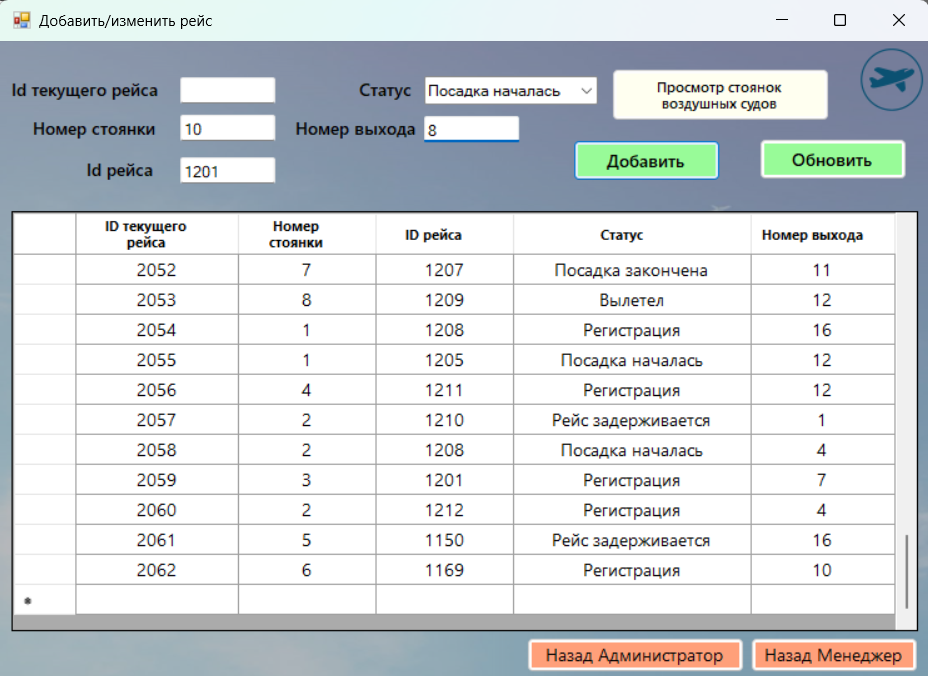 Добавить/изменить рейс
Id текущего рейса
Статус Посадка началась
Просмотр стоянок
воздушных судов
Номер стоянки 10
Номер выхода 8
Id рейса 1201
Добавить
Обновить
ID текущего
рейса
Номер
стоянки
ID рейса
Статус
Номер выхода
2052 7 1207 Посадка закончена 11
2053 8 1209 Вылетел 12
2054 1 1208 Регистрация 16
2055 1 1205 Посадка началась 12
2056 4 1211 Регистрация 12
2057 2 1210 Рейс задерживается 1
2058 2 1208 Посадка началась 4
2059 3 1201 Регистрация 7
2060 2 1212 Регистрация 4
2061 5 1150 Рейс задерживается 16
2062 6 1169 Регистрация 10
Назад Администратор
Назад Менеджер